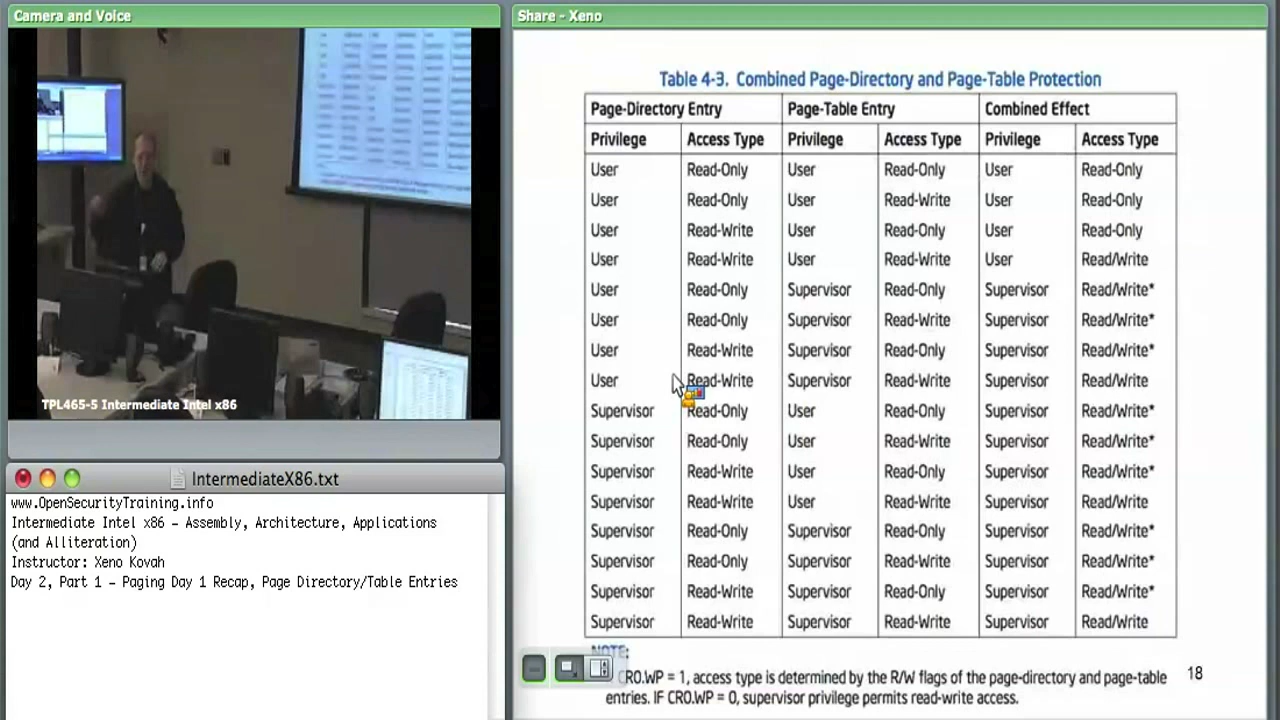 Camera and Voice
TPL465-5 Intermediate Intel x86
IntermediateX86.txt
www.OpenSecurityTraining.info
Intermediate Intel x86 – Assembly, Architecture, Applications
(and Alliteration)
Instructor: Xeno Kovah
Day 2, Part 1 – Paging Day 1 Recap, Page Directory/Table Entries
Share - Xeno
Table 4-3. Combined Page-Directory and Page-Table Protection
Page-Directory Entry Page-Table Entry Combined Effect
Privilege Access Type Privilege Access Type Privilege Access Type
User Read-Only User Read-Only User Read-Only
User Read-Only User Read-Write User Read-Only
User Read-Write User Read-Only User Read-Only
User Read-Write User Read-Write User Read/Write
User Read-Only Supervisor Read-Only Supervisor Read/Write*
User Read-Only Supervisor Read-Write Supervisor Read/Write*
User Read-Write Supervisor Read-Only Supervisor Read/Write*
User Read-Write Supervisor Read-Write Supervisor Read/Write
Supervisor Read-Only User Read-Only Supervisor Read/Write*
Supervisor Read-Only User Read-Write Supervisor Read/Write*
Supervisor Read-Write User Read-Only Supervisor Read/Write*
Supervisor Read-Write User Read-Write Supervisor Read/Write
Supervisor Read-Only Supervisor Read-Only Supervisor Read/Write*
Supervisor Read-Only Supervisor Read-Write Supervisor Read/Write*
Supervisor Read-Write Supervisor Read-Only Supervisor Read/Write*
Supervisor Read-Write Supervisor Read-Write Supervisor Read/Write
NOTE:
CR0.WP = 1, access type is determined by the R/W flags of the page-directory and page-table
entries. IF CR0.WP = 0, supervisor privilege permits read-write access.
18